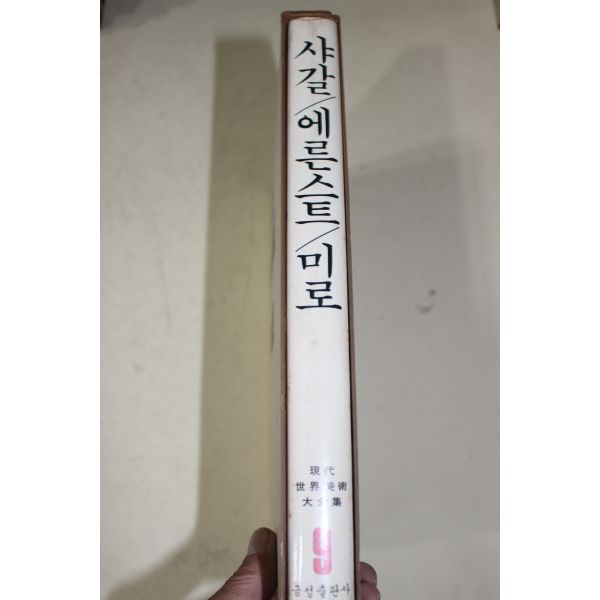 샤갈/에른스트/미로
現代
世界美術
大全集
9
금성출판사